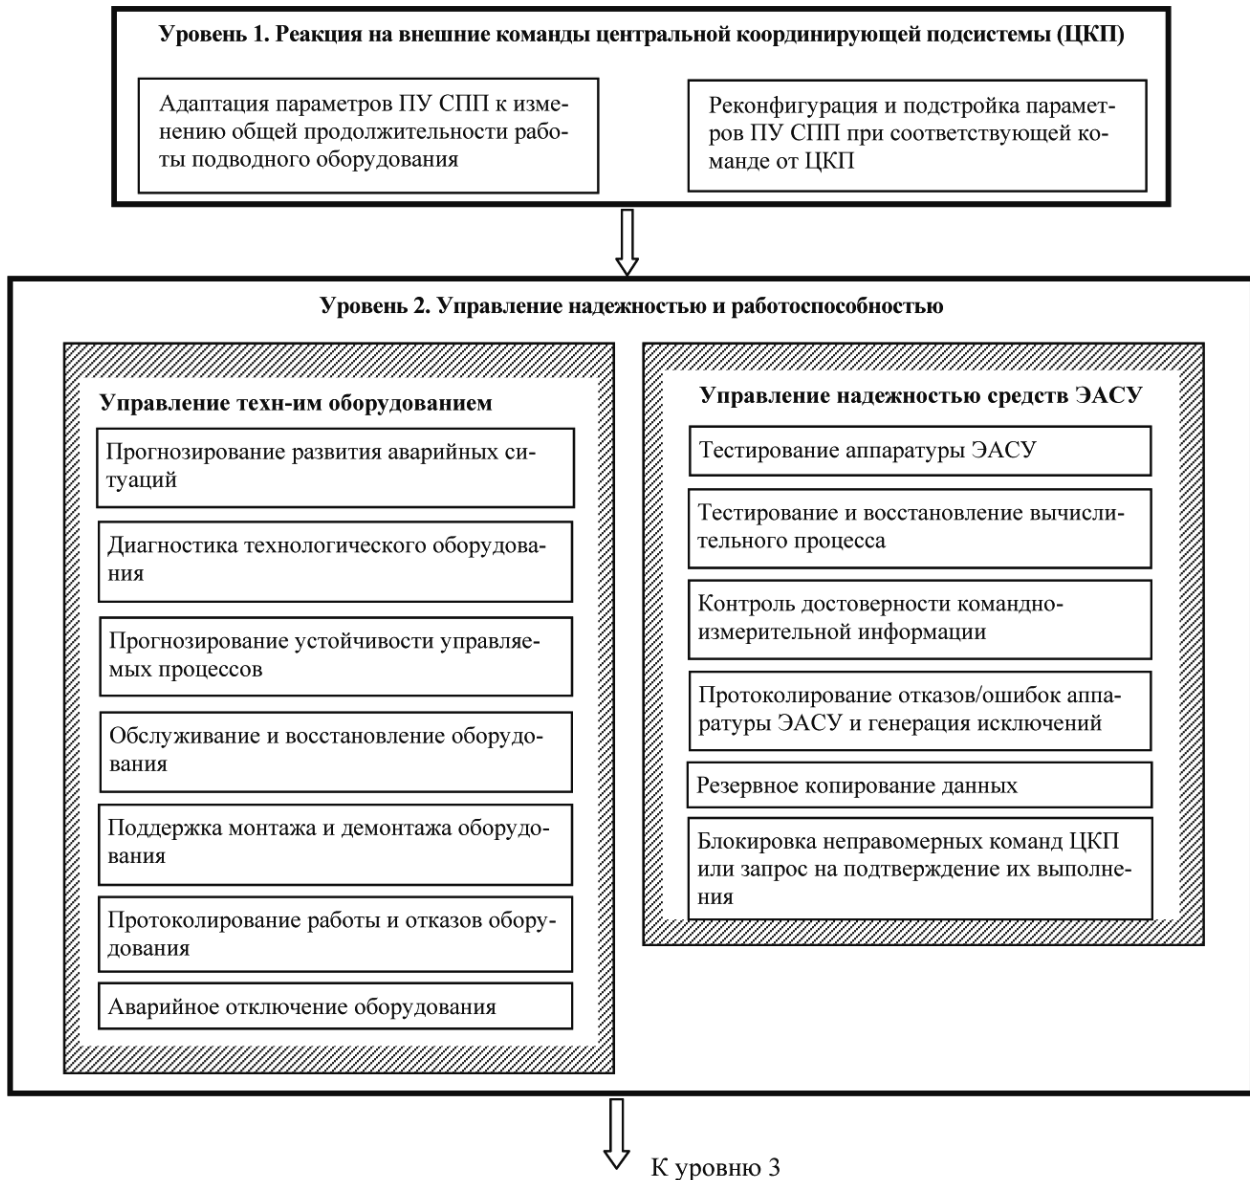 Уровень 1. Реакция на внешние команды центральной координирующей подсистемы (ЦКП)
Адаптация параметров ПУ СПП к изме-
нению общей продолжительности рабо-
ты подводного оборудования
Реконфигурация и подстройка парамет-
ров ПУ СПП при соответствующей ко-
манде от ЦКП
Уровень 2. Управление надежностью и работоспособностью
Управление техн-им оборудованием
Прогнозирование развития аварийных си-
туаций
Диагностика технологического оборудова-
ния
Прогнозирование устойчивости управляе-
мых процессов
Обслуживание и восстановление оборудо-
вания
Поддержка монтажа и демонтажа оборудо-
вания
Протоколирование работы и отказов обору-
дования
Аварийное отключение оборудования
Управление надежностью средств ЭАСУ
Тестирование аппаратуры ЭАСУ
Тестирование и восстановление вычисли-
тельного процесса
Контроль достоверности командно-
измерительной информации
Протоколирование отказов/ошибок аппа-
ратуры ЭАСУ и генерация исключений
Резервное копирование данных
Блокировка неправомерных команд ЦКП
или запрос на подтверждение их выполне-
ния
К уровню 3